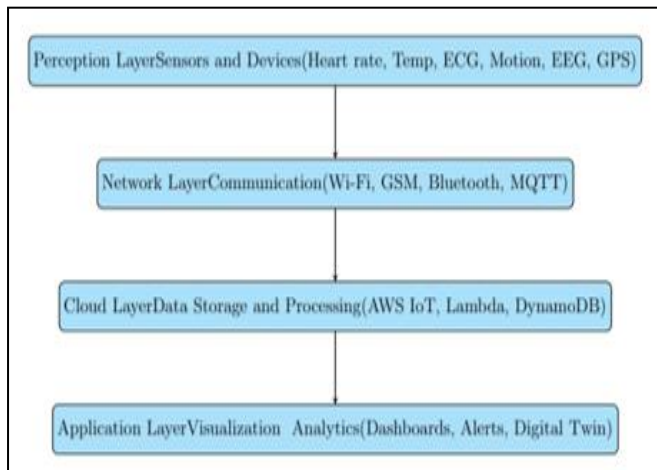 Perception LayerSensors and Devices(Heart rate, Temp, ECG, Motion, EEG, GPS)
Network LayerCommunication(Wi-Fi, GSM, Bluetooth, MQTT)
Cloud LayerData Storage and Processing(AWS IoT, Lambda, DynamoDB)
Application LayerVisualization Analytics(Dashboards, Alerts, Digital Twin)